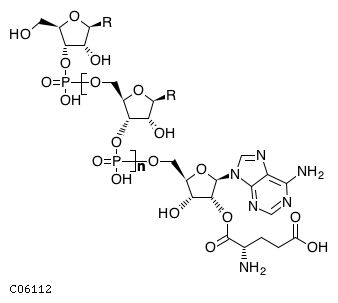 O R
HO
O OH
O=P O O
OH R
O OH
O=P n O O N N NH2
OH N
HO O N N
O
O OH
NH2
C06112